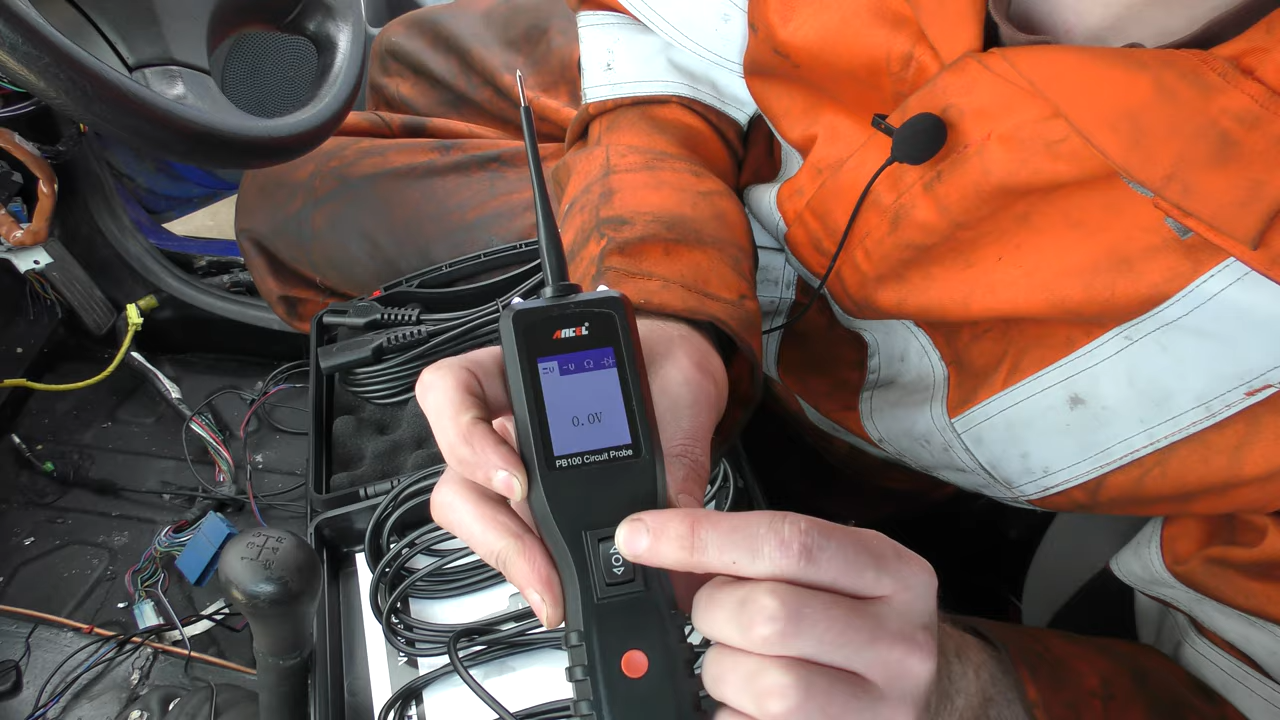 ANCEL
=U ~U Ω
0.0V
PB100 Circuit Probe